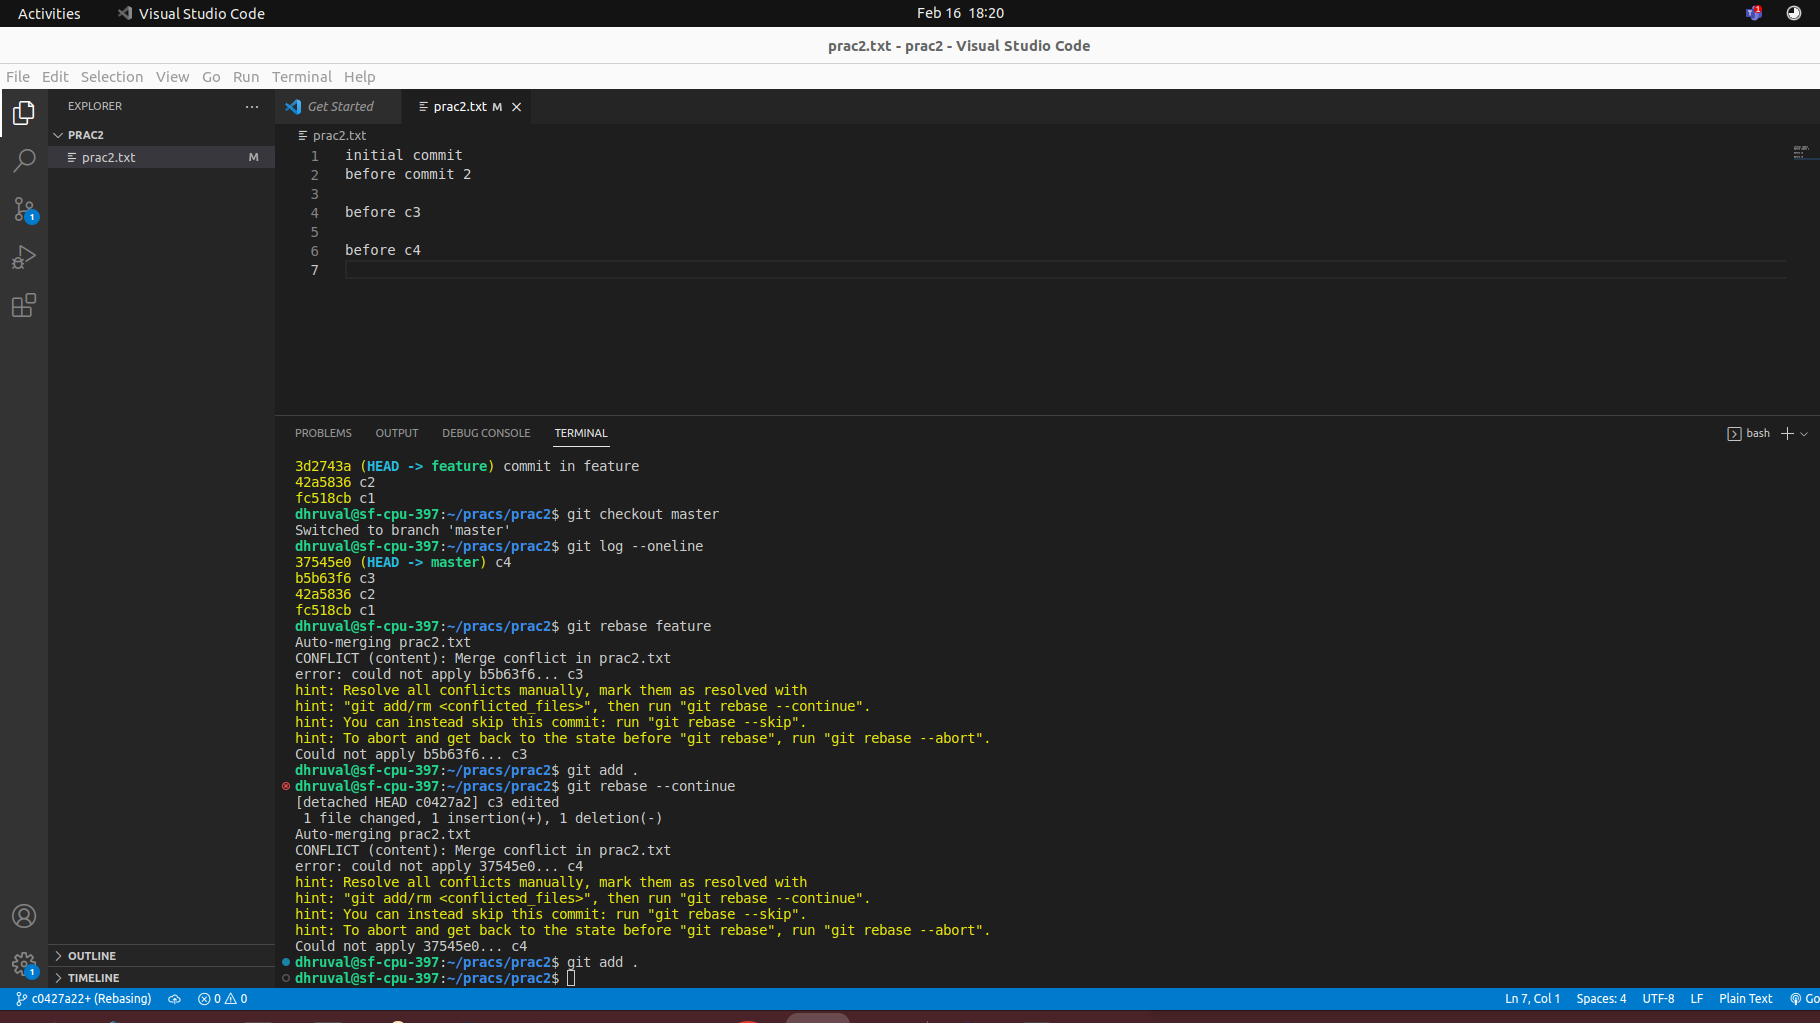 Activities Visual Studio Code Feb 16 18:20 1
prac2.txt - prac2 - Visual Studio Code
File Edit Selection View Go Run Terminal Help
EXPLORER ... Get Started prac2.txt M
PRAC2 prac2.txt
prac2.txt M
1 initial commit
2 before commit 2
3
4 before c3
5
6 before c4
7
1
PROBLEMS OUTPUT DEBUG CONSOLE TERMINAL bash
3d2743a (HEAD -> feature) commit in feature
42a5836 c2
fc518cb c1
dhruval@sf-cpu-397:~/pracs/prac2$ git checkout master
Switched to branch 'master'
dhruval@sf-cpu-397:~/pracs/prac2$ git log --oneline
37545e0 (HEAD -> master) c4
b5b63f6 c3
42a5836 c2
fc518cb c1
dhruval@sf-cpu-397:~/pracs/prac2$ git rebase feature
Auto-merging prac2.txt
CONFLICT (content): Merge conflict in prac2.txt
error: could not apply b5b63f6... c3
hint: Resolve all conflicts manually, mark them as resolved with
hint: "git add/rm <conflicted_files>", then run "git rebase --continue".
hint: You can instead skip this commit: run "git rebase --skip".
hint: To abort and get back to the state before "git rebase", run "git rebase --abort".
Could not apply b5b63f6... c3
dhruval@sf-cpu-397:~/pracs/prac2$ git add .
dhruval@sf-cpu-397:~/pracs/prac2$ git rebase --continue
[detached HEAD c0427a2] c3 edited
1 file changed, 1 insertion(+), 1 deletion(-)
Auto-merging prac2.txt
CONFLICT (content): Merge conflict in prac2.txt
error: could not apply 37545e0... c4
hint: Resolve all conflicts manually, mark them as resolved with
hint: "git add/rm <conflicted_files>", then run "git rebase --continue".
hint: You can instead skip this commit: run "git rebase --skip".
hint: To abort and get back to the state before "git rebase", run "git rebase --abort".
Could not apply 37545e0... c4
dhruval@sf-cpu-397:~/pracs/prac2$ git add .
dhruval@sf-cpu-397:~/pracs/prac2$
OUTLINE
1
TIMELINE
c0427a22+ (Rebasing) 0 0 Ln 7, Col 1 Spaces: 4 UTF-8 LF Plain Text Go